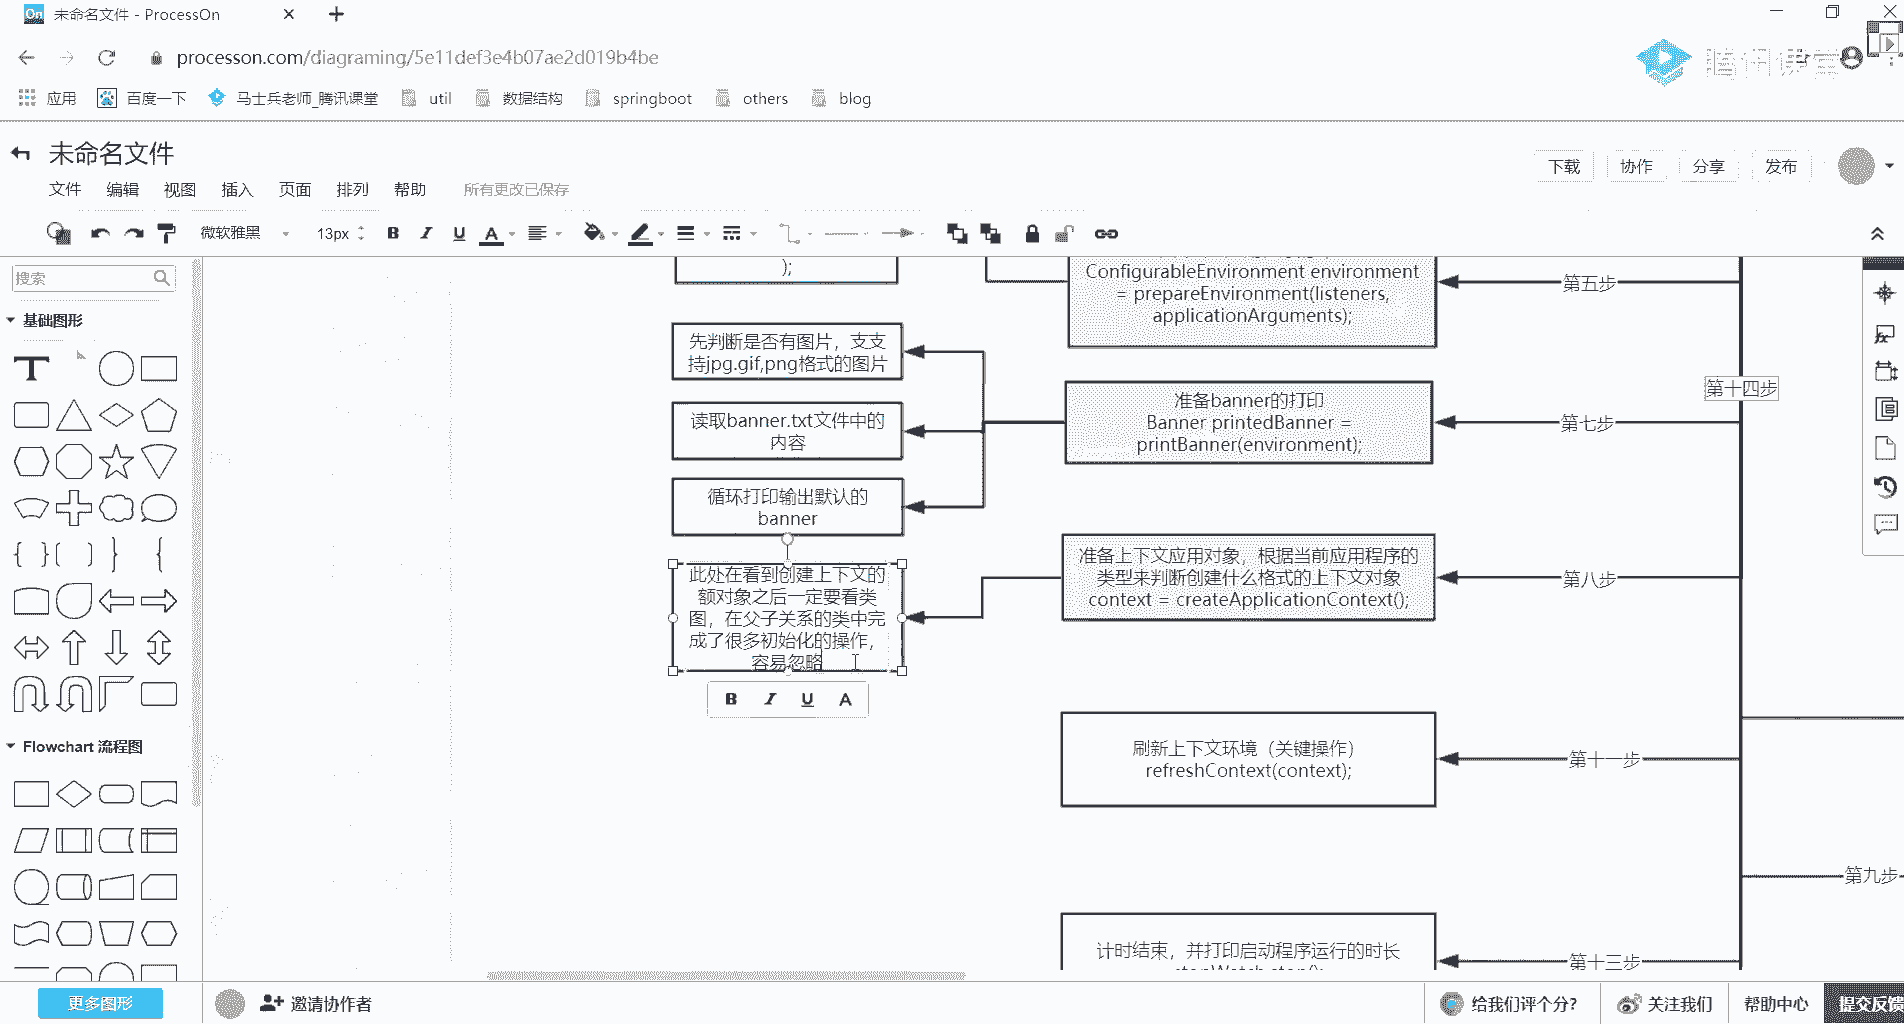 On 未命名文件 - ProcessOn
processon.com/diagraming/5e11def3e4b07ae2d019b4be
腾讯课堂
应用 百度一下 马士兵老师_腾讯课堂 util 数据结构 springboot others blog
未命名文件
下载 协作 分享 发布
文件 编辑 视图 插入 页面 排列 帮助 所有更改已保存
微软雅黑 13px B I U A
搜索
基础图形
T
Flowchart 流程图
更多图形
);
ConfigurableEnvironment environment
= prepareEnvironment(listeners,
applicationArguments);
第五步
先判断是否有图片，支支
持jpg.gif,png格式的图片
第十四步
读取banner.txt文件中的
内容
准备banner的打印
Banner printedBanner =
printBanner(environment);
第七步
循环打印输出默认的
banner
此处在看到创建上下文的
额对象之后一定要看类
图，在父子关系的类中完
成了很多初始化的操作，
容易忽略
B I U A
准备上下文应用对象，根据当前应用程序的
类型来判断创建什么格式的上下文对象
context = createApplicationContext();
第八步
刷新上下文环境（关键操作）
refreshContext(context);
第十一步
第九步
计时结束，并打印启动程序运行的时长
stopWatch.stop();
第十三步
邀请协作者
给我们评个分? 关注我们 帮助中心 提交反馈